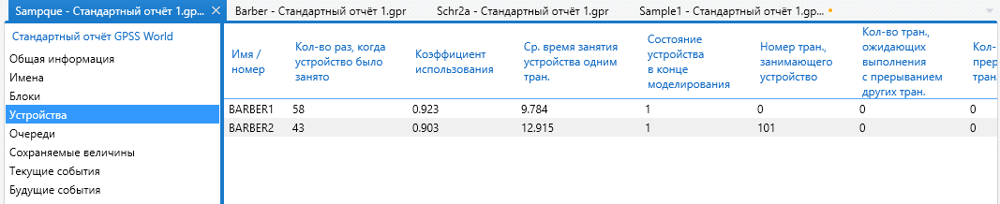 Sampque - Стандартный отчёт 1.gp... ×
Barber - Стандартный отчёт 1.gpr
Schr2a - Стандартный отчёт 1.gpr
Sample1 - Стандартный отчёт 1.gp...
Стандартный отчёт GPSS World
Общая информация
Имена
Блоки
Устройства
Очереди
Сохраняемые величины
Текущие события
Будущие события
Имя /
номер
Кол-во раз, когда
устройство было
занято
Коэффициент
использования
Ср. время занятия
устройства одним
тран.
Состояние
устройства
в конце
моделирования
Номер тран.,
занимающего
устройство
Кол-во тран.,
ожидающих
выполнения
с прерыванием
других тран.
Кол-
прер
тран.
BARBER1 58 0.923 9.784 1 0 0 0
BARBER2 43 0.903 12.915 1 101 0 0